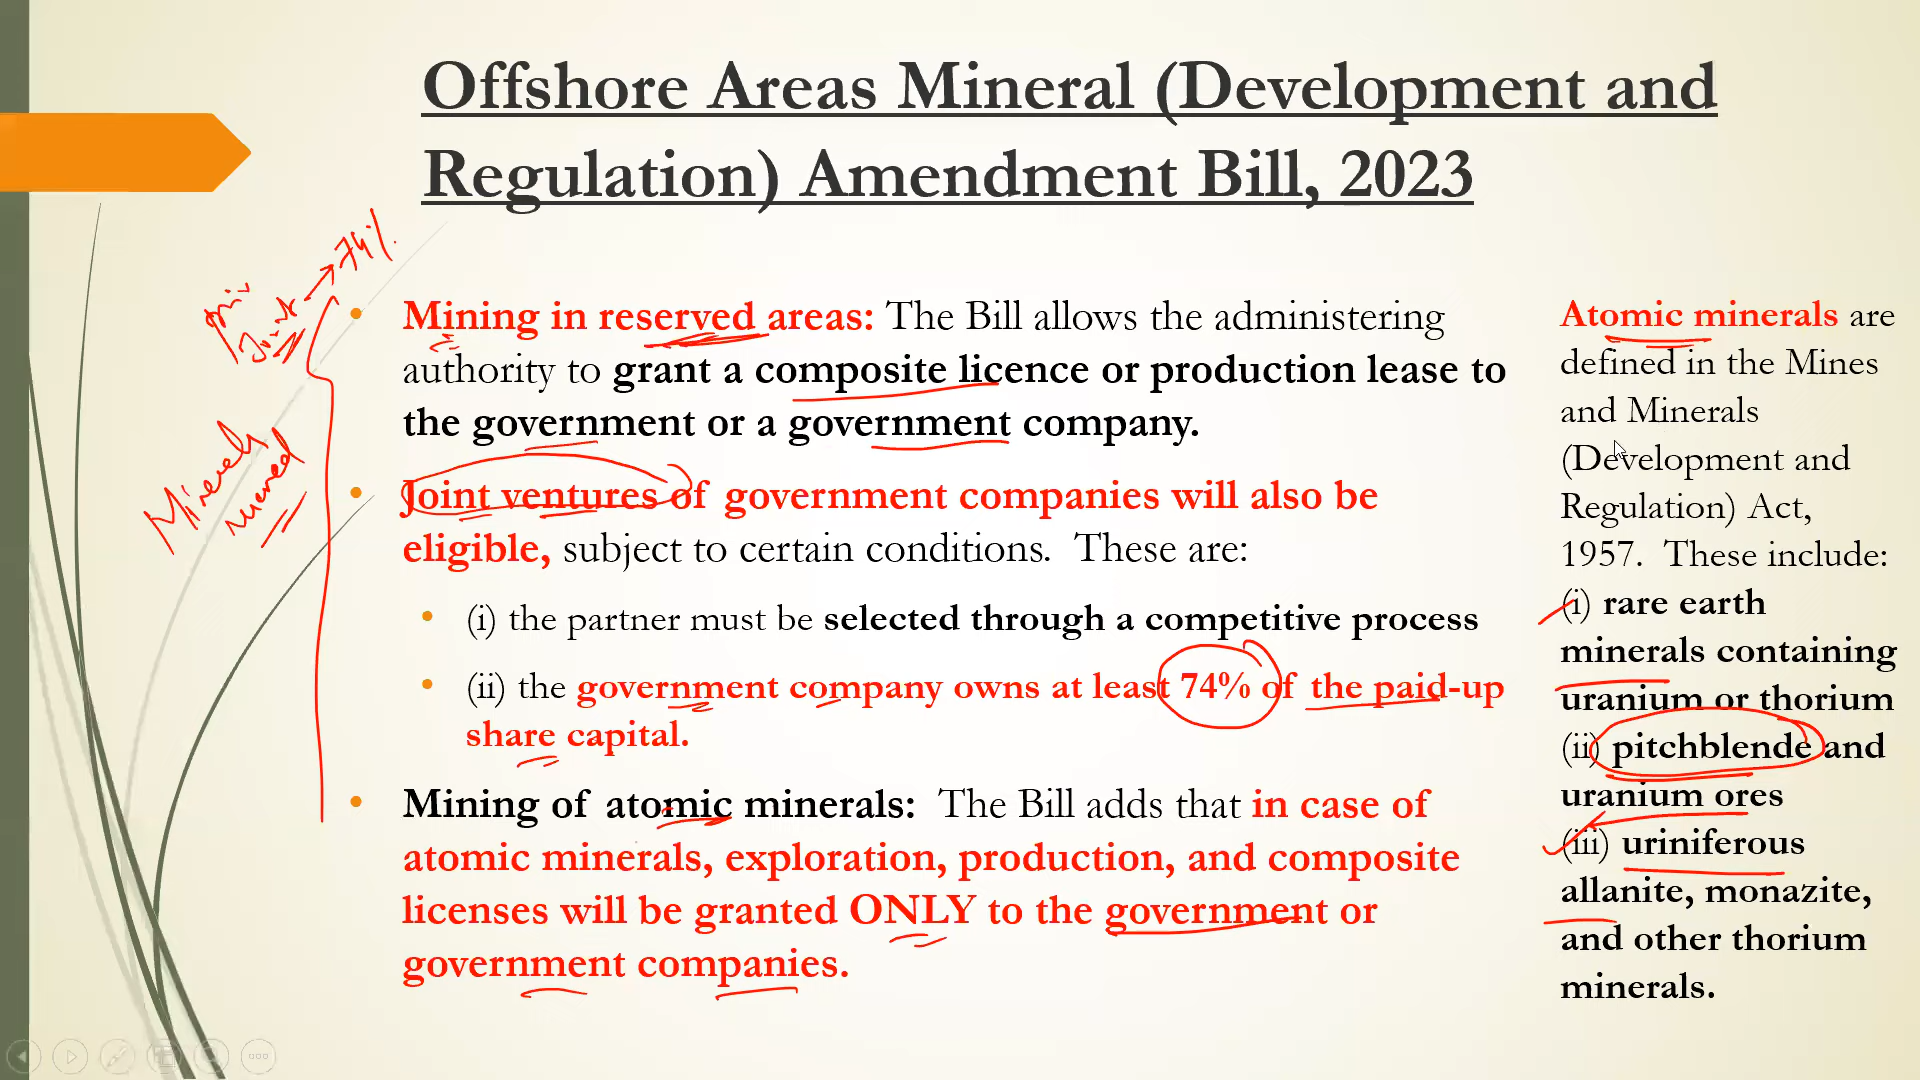 Offshore Areas Mineral (Development and
Regulation) Amendment Bill, 2023
74%
Joint
Minerals
Mining in reserved areas: The Bill allows the administering
authority to grant a composite licence or production lease to
the government or a government company.
Joint ventures of government companies will also be
eligible, subject to certain conditions. These are:
(i) the partner must be selected through a competitive process
(ii) the government company owns at least 74% of the paid-up
share capital.
Mining of atomic minerals: The Bill adds that in case of
atomic minerals, exploration, production, and composite
licenses will be granted ONLY to the government or
government companies.
Atomic minerals are
defined in the Mines
and Minerals
(Development and
Regulation) Act,
1957. These include:
(i) rare earth
minerals containing
uranium or thorium
(ii) pitchblende and
uranium ores
(iii) uriniferous
allanite, monazite,
and other thorium
minerals.